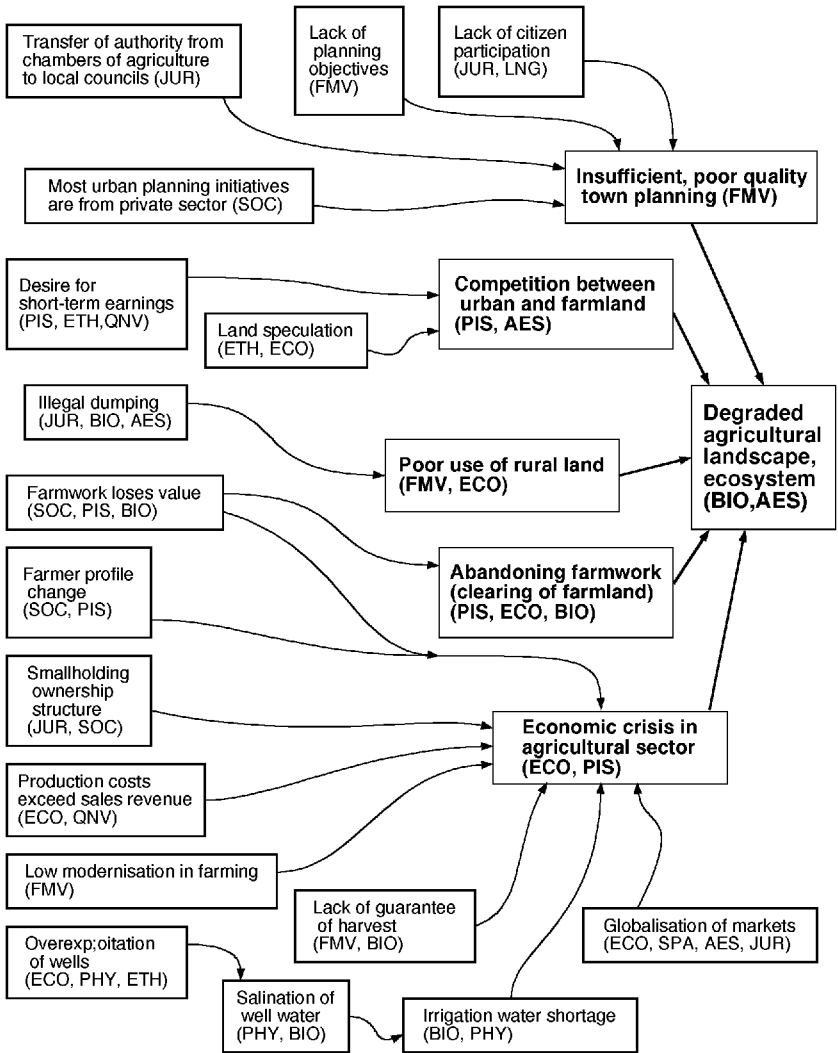 Transfer of authority from
chambers of agriculture
to local councils (JUR)
Lack of
planning
objectives
(FMV)
Lack of citizen
participation
(JUR, LNG)
Insufficient, poor quality
town planning (FMV)
Most urban planning initiatives
are from private sector (SOC)
Desire for
short-term earnings
(PIS, ETH,QNV)
Competition between
urban and farmland
(PIS, AES)
Land speculation
(ETH, ECO)
Illegal dumping
(JUR, BIO, AES)
Degraded
agricultural
landscape,
ecosystem
(BIO,AES)
Poor use of rural land
(FMV, ECO)
Farmwork loses value
(SOC, PIS, BIO)
Farmer profile
change
(SOC, PIS)
Abandoning farmwork
(clearing of farmland)
(PIS, ECO, BIO)
Smallholding
ownership
structure
(JUR, SOC)
Economic crisis in
agricultural sector
(ECO, PIS)
Production costs
exceed sales revenue
(ECO, QNV)
Low modernisation in farming
(FMV)
Lack of guarantee
of harvest
(FMV, BIO)
Globalisation of markets
(ECO, SPA, AES, JUR)
Overexp;oitation
of wells
(ECO, PHY, ETH)
Salination of
well water
(PHY, BIO)
Irrigation water shortage
(BIO, PHY)